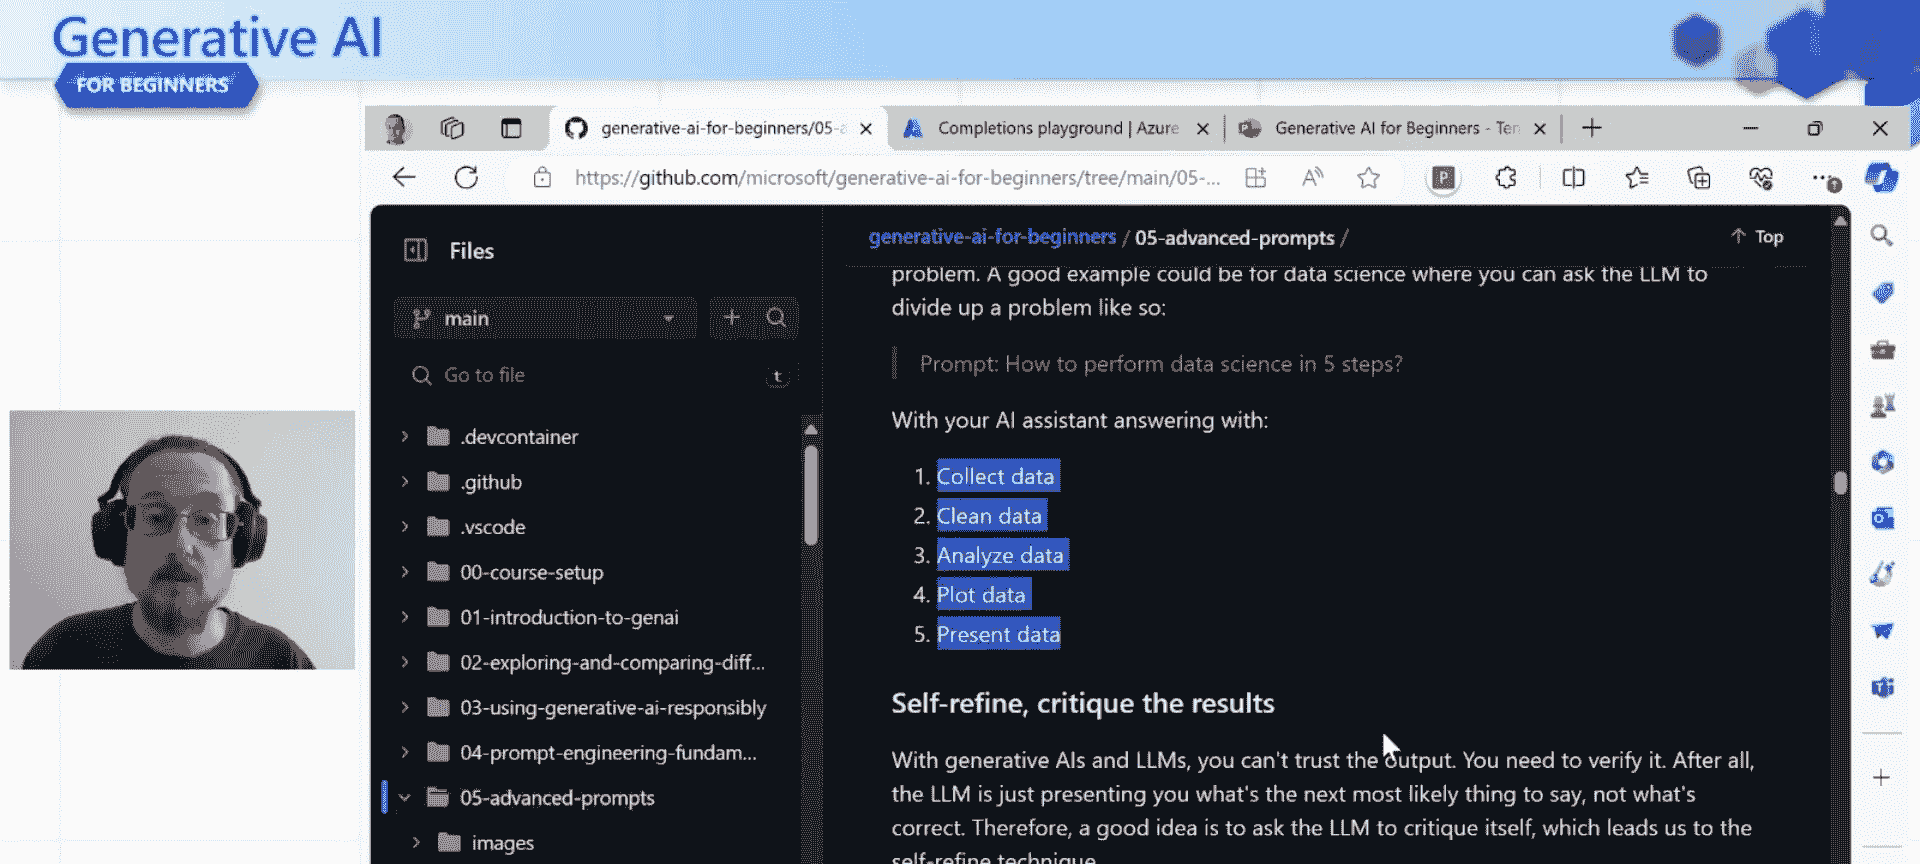 Generative AI
FOR BEGINNERS
generative-ai-for-beginners/05-a
Completions playground | Azure
Generative AI for Beginners - Ten
https://github.com/microsoft/generative-ai-for-beginners/tree/main/05-...
Files
generative-ai-for-beginners / 05-advanced-prompts /
Top
main
Go to file
t
.devcontainer
.github
.vscode
00-course-setup
01-introduction-to-genai
02-exploring-and-comparing-diff...
03-using-generative-ai-responsibly
04-prompt-engineering-fundam...
05-advanced-prompts
images
problem. A good example could be for data science where you can ask the LLM to
divide up a problem like so:
Prompt: How to perform data science in 5 steps?
With your AI assistant answering with:
1. Collect data
2. Clean data
3. Analyze data
4. Plot data
5. Present data
Self-refine, critique the results
With generative AIs and LLMs, you can't trust the output. You need to verify it. After all,
the LLM is just presenting you what's the next most likely thing to say, not what's
correct. Therefore, a good idea is to ask the LLM to critique itself, which leads us to the
self-refine technique.